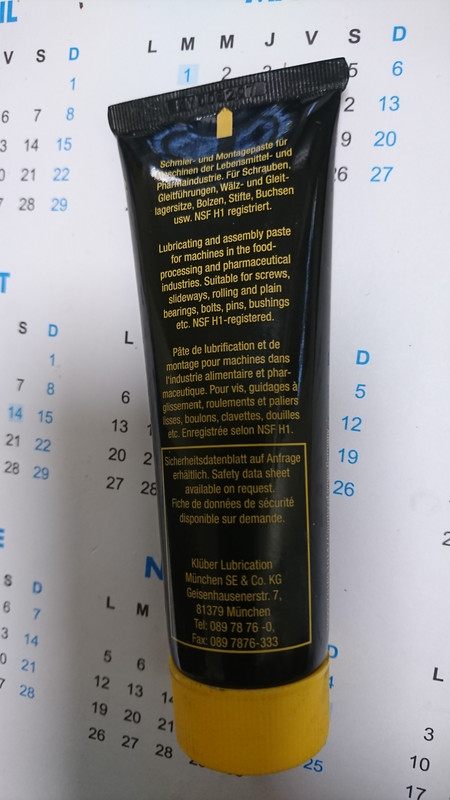 Schmier- und Montagepaste für
Maschinen der Lebensmittel- und
Pharmaindustrie. Für Schrauben,
Gleitführungen, Wälz- und Gleit-
lagersitze, Bolzen, Stifte, Buchsen
usw. NSF H1 registriert.
Lubricating and assembly paste
for machines in the food-
processing and pharmaceutical
industries. Suitable for screws,
slideways, rolling and plain
bearings, bolts, pins, bushings
etc. NSF H1-registered.
Pâte de lubrification et de
montage pour machines dans
l'industrie alimentaire et phar-
maceutique. Pour vis, guidages à
glissement, roulements et paliers
lisses, boulons, clavettes, douilles
etc. Enregistrée selon NSF H1.
Sicherheitsdatenblatt auf Anfrage
erhältlich. Safety data sheet
available on request.
Fiche de données de sécurité
disponible sur demande.
Klüber Lubrication
München SE & Co. KG
Geisenhausenerstr. 7,
81379 München
Tel: 089 78 76 -0,
Fax: 089 7876-333
V S D
1
6 7 8
13 14 15
21 22
28 29
L M M J V S D
1 2 3 5 6
2 13
9 20
27
S D
1
7 8
14 15
21 22
28 29
L D
6 5
13 12
20 19
27 28 26
S D
6 7
14
21
28
L M
5 6
12 13
19 20 21
26 27 28 25
L
3
10
17